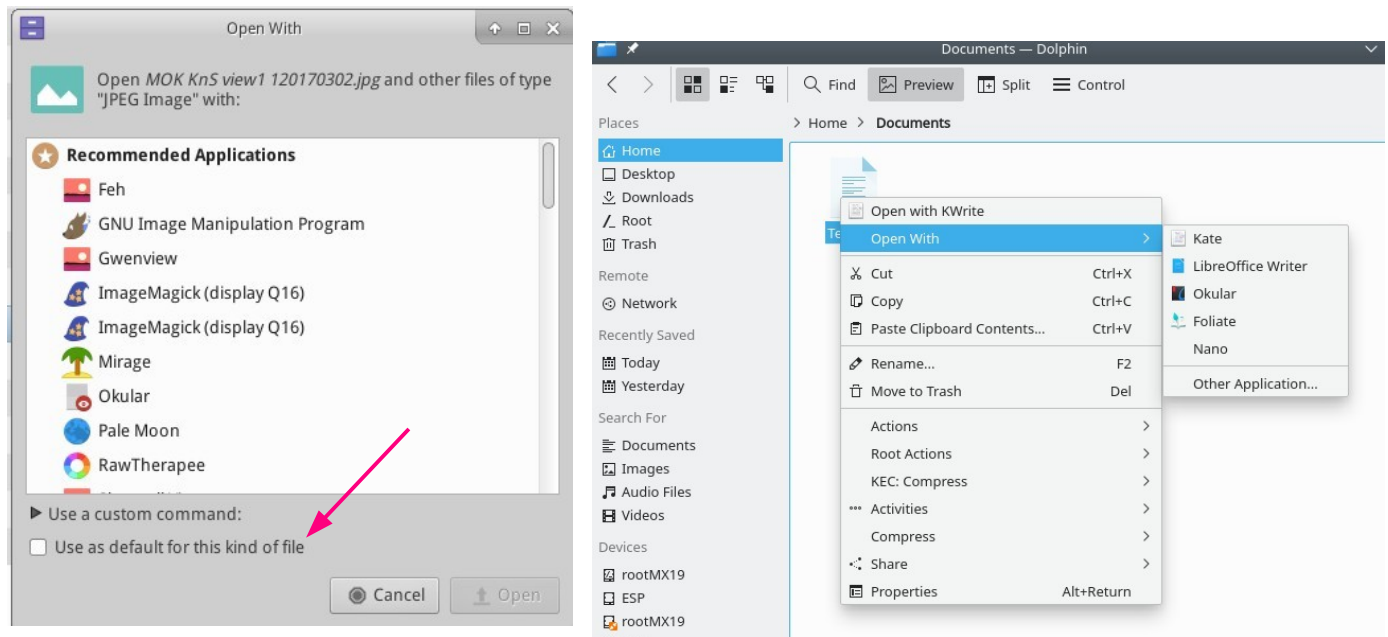 Open With
Open MOK KnS view1 120170302.jpg and other files of type
"JPEG Image" with:
Recommended Applications
Feh
GNU Image Manipulation Program
Gwenview
ImageMagick (display Q16)
ImageMagick (display Q16)
Mirage
Okular
Pale Moon
RawTherapee
Use a custom command:
Use as default for this kind of file
Cancel
Open
Documents — Dolphin
Find
Preview
Split
Control
Places
Home
Desktop
Downloads
Root
Trash
Remote
Network
Recently Saved
Today
Yesterday
Search For
Documents
Images
Audio Files
Videos
Devices
rootMX19
ESP
rootMX19
> Home > Documents
Te
Open with KWrite
Open With
Cut Ctrl+X
Copy Ctrl+C
Paste Clipboard Contents... Ctrl+V
Rename... F2
Move to Trash Del
Actions
Root Actions
KEC: Compress
Activities
Compress
Share
Properties Alt+Return
Kate
LibreOffice Writer
Okular
Foliate
Nano
Other Application...